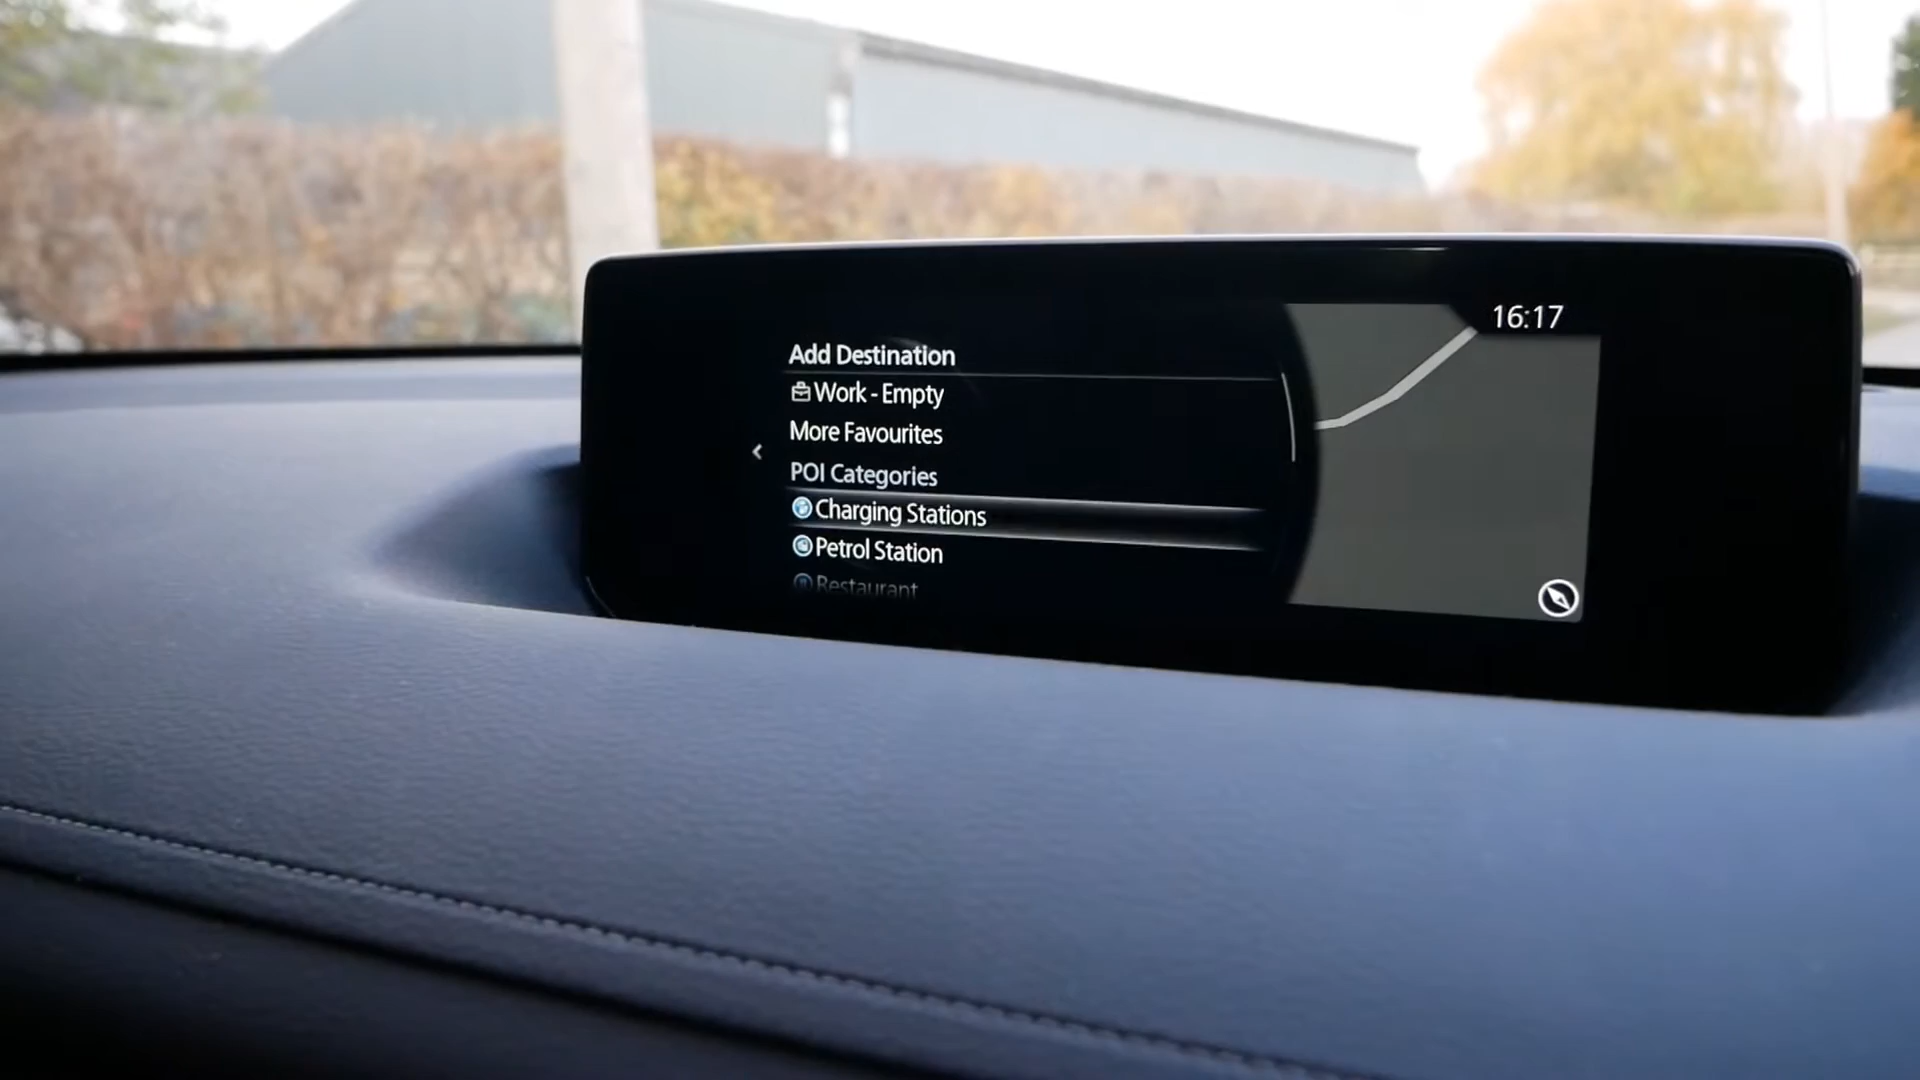 16:17
Add Destination
Work - Empty
More Favourites
POI Categories
Charging Stations
Petrol Station
Restaurant